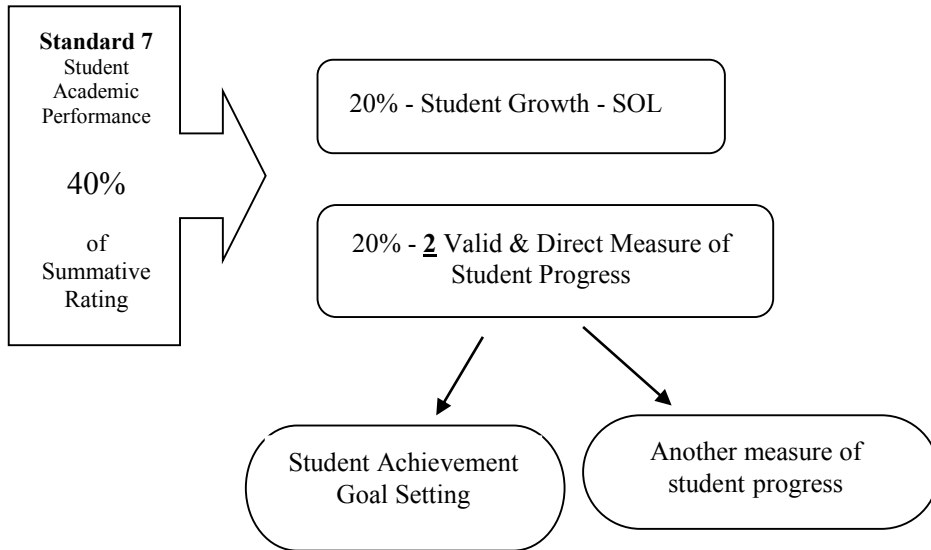 Standard 7
Student
Academic
Performance
40%
of
Summative
Rating
20% - Student Growth - SOL
20% - 2 Valid & Direct Measure of
Student Progress
Student Achievement
Goal Setting
Another measure of
student progress